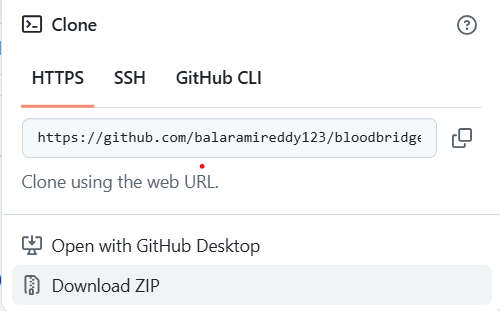 Clone
HTTPS SSH GitHub CLI
https://github.com/balaramireddy123/bloodbridge
Clone using the web URL.
Open with GitHub Desktop
Download ZIP